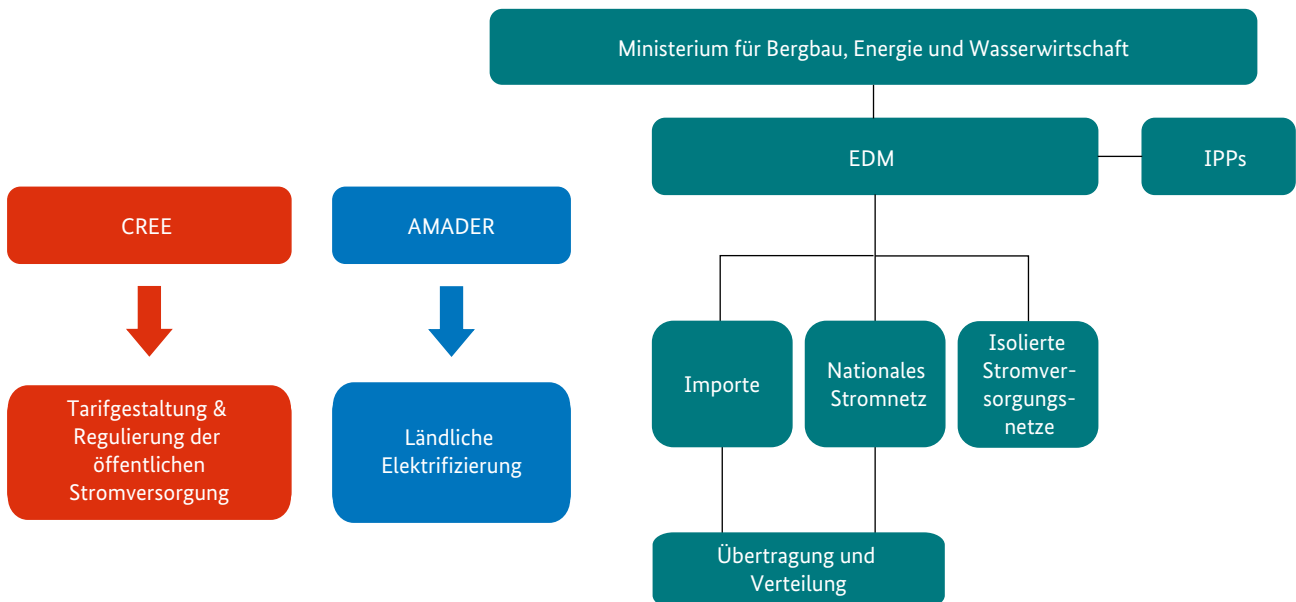 Ministerium für Bergbau, Energie und Wasserwirtschaft
EDM
IPPs
CREE
AMADER
Importe
Nationales
Stromnetz
Isolierte
Stromver-
sorgungs-
netze
Tarifgestaltung &
Regulierung der
öffentlichen
Stromversorgung
Ländliche
Elektrifizierung
Übertragung und
Verteilung